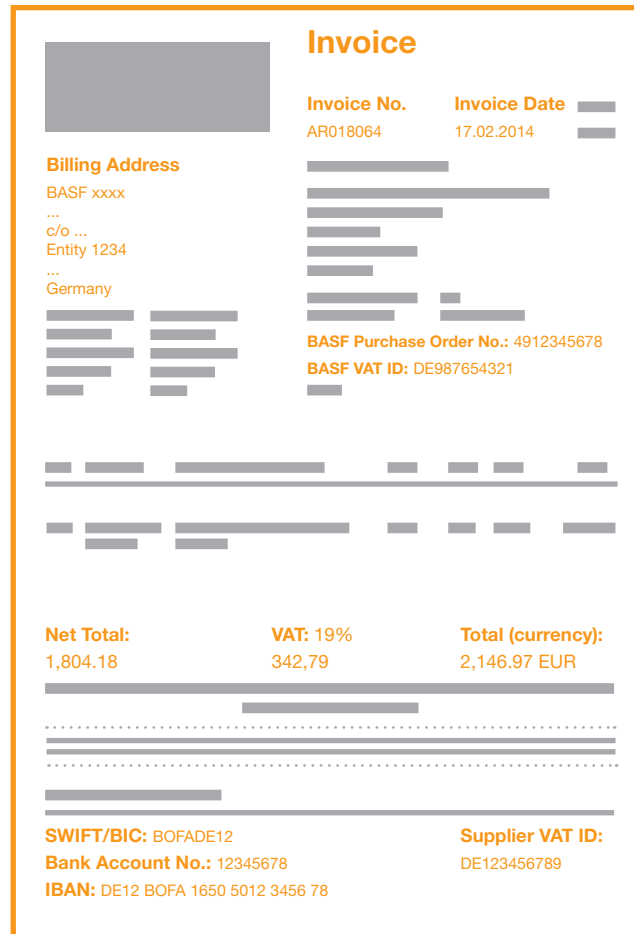 Invoice
Invoice No. Invoice Date
AR018064 17.02.2014
Billing Address
BASF xxxx
...
c/o ...
Entity 1234
...
Germany
BASF Purchase Order No.: 4912345678
BASF VAT ID: DE987654321
Net Total: VAT: 19% Total (currency):
1,804.18 342,79 2,146.97 EUR
SWIFT/BIC: BOFADE12 Supplier VAT ID:
Bank Account No.: 12345678 DE123456789
IBAN: DE12 BOFA 1650 5012 3456 78